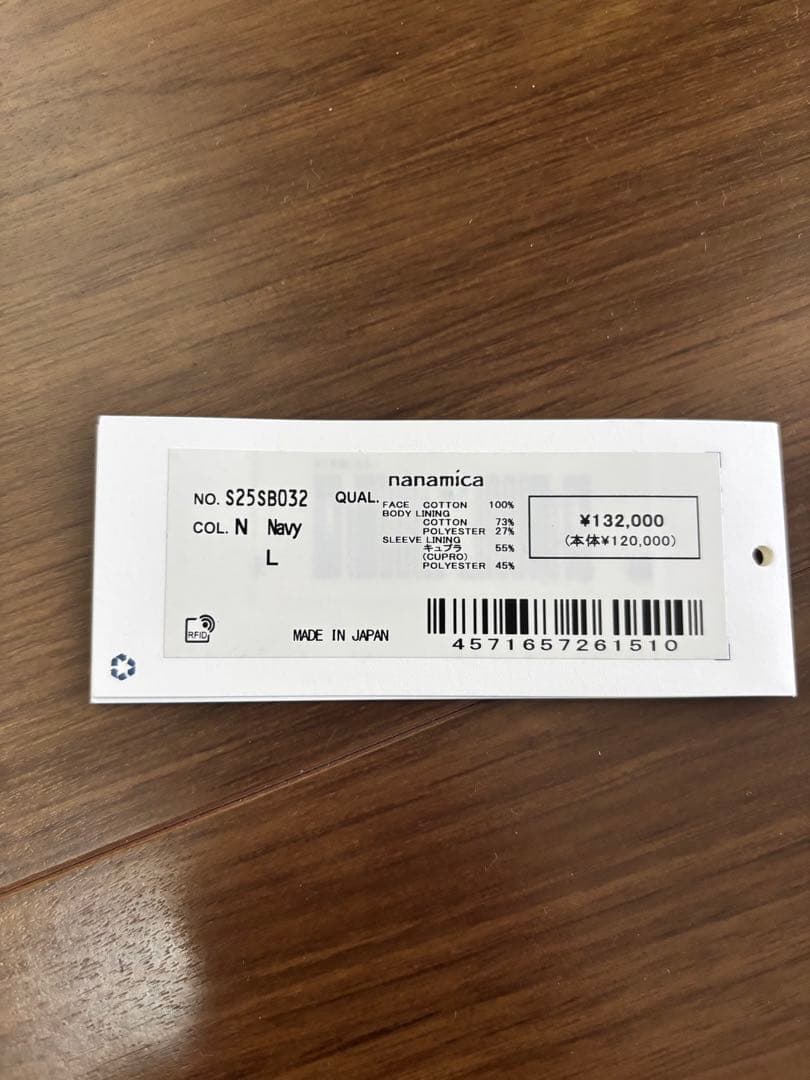 nanamica
NO. S25SB032
COL. N Navy
L
QUAL.
FACE COTTON 100%
BODY LINING
COTTON 73%
POLYESTER 27%
SLEEVE LINING
キュプラ 55%
(CUPRO)
POLYESTER 45%
¥132,000
(本体¥120,000)
RFID
MADE IN JAPAN
4571657261510